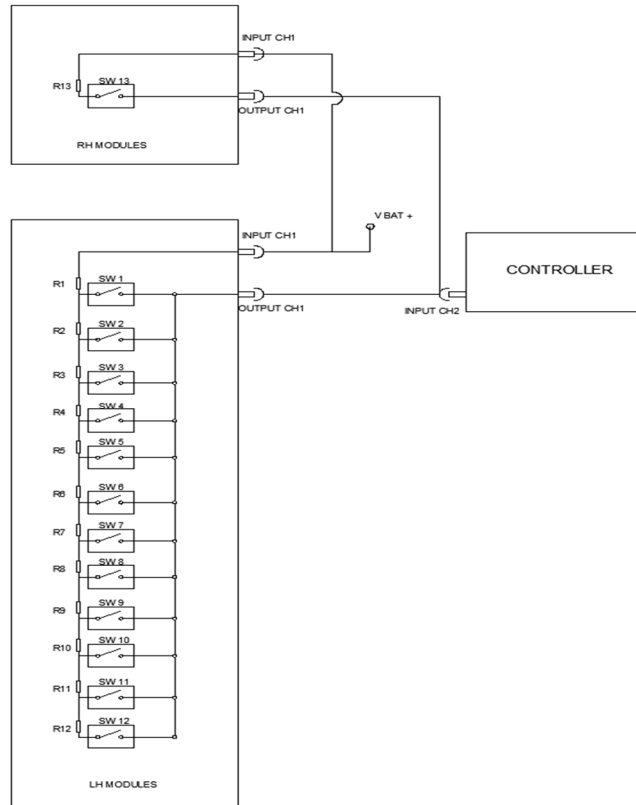 INPUT CH1
R13
SW 13
OUTPUT CH1
RH MODULES
V BAT +
INPUT CH1
CONTROLLER
R1
SW 1
OUTPUT CH1
INPUT CH2
R2
SW 2
R3
SW 3
R4
SW 4
R5
SW 5
R6
SW 6
R7
SW 7
R8
SW 8
R9
SW 9
R10
SW 10
R11
SW 11
R12
SW 12
LH MODULES